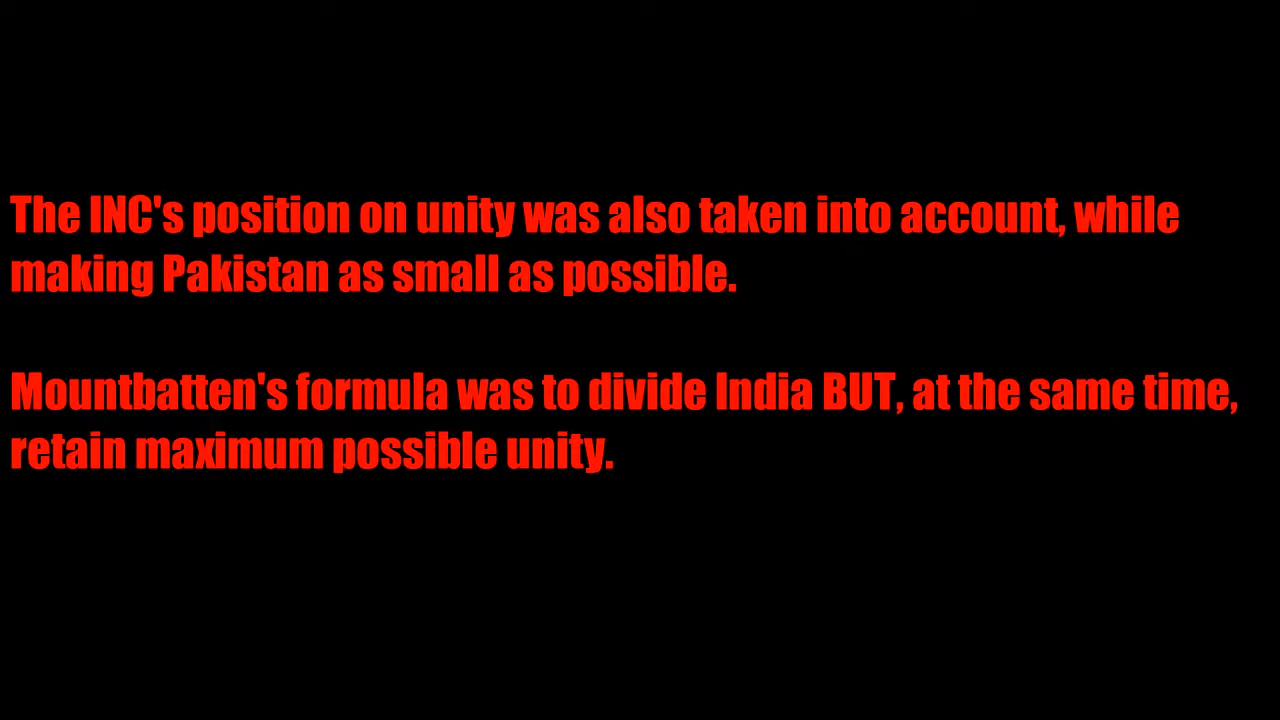 The INC's position on unity was also taken into account, while
making Pakistan as small as possible.
Mountbatten's formula was to divide India BUT, at the same time,
retain maximum possible unity.